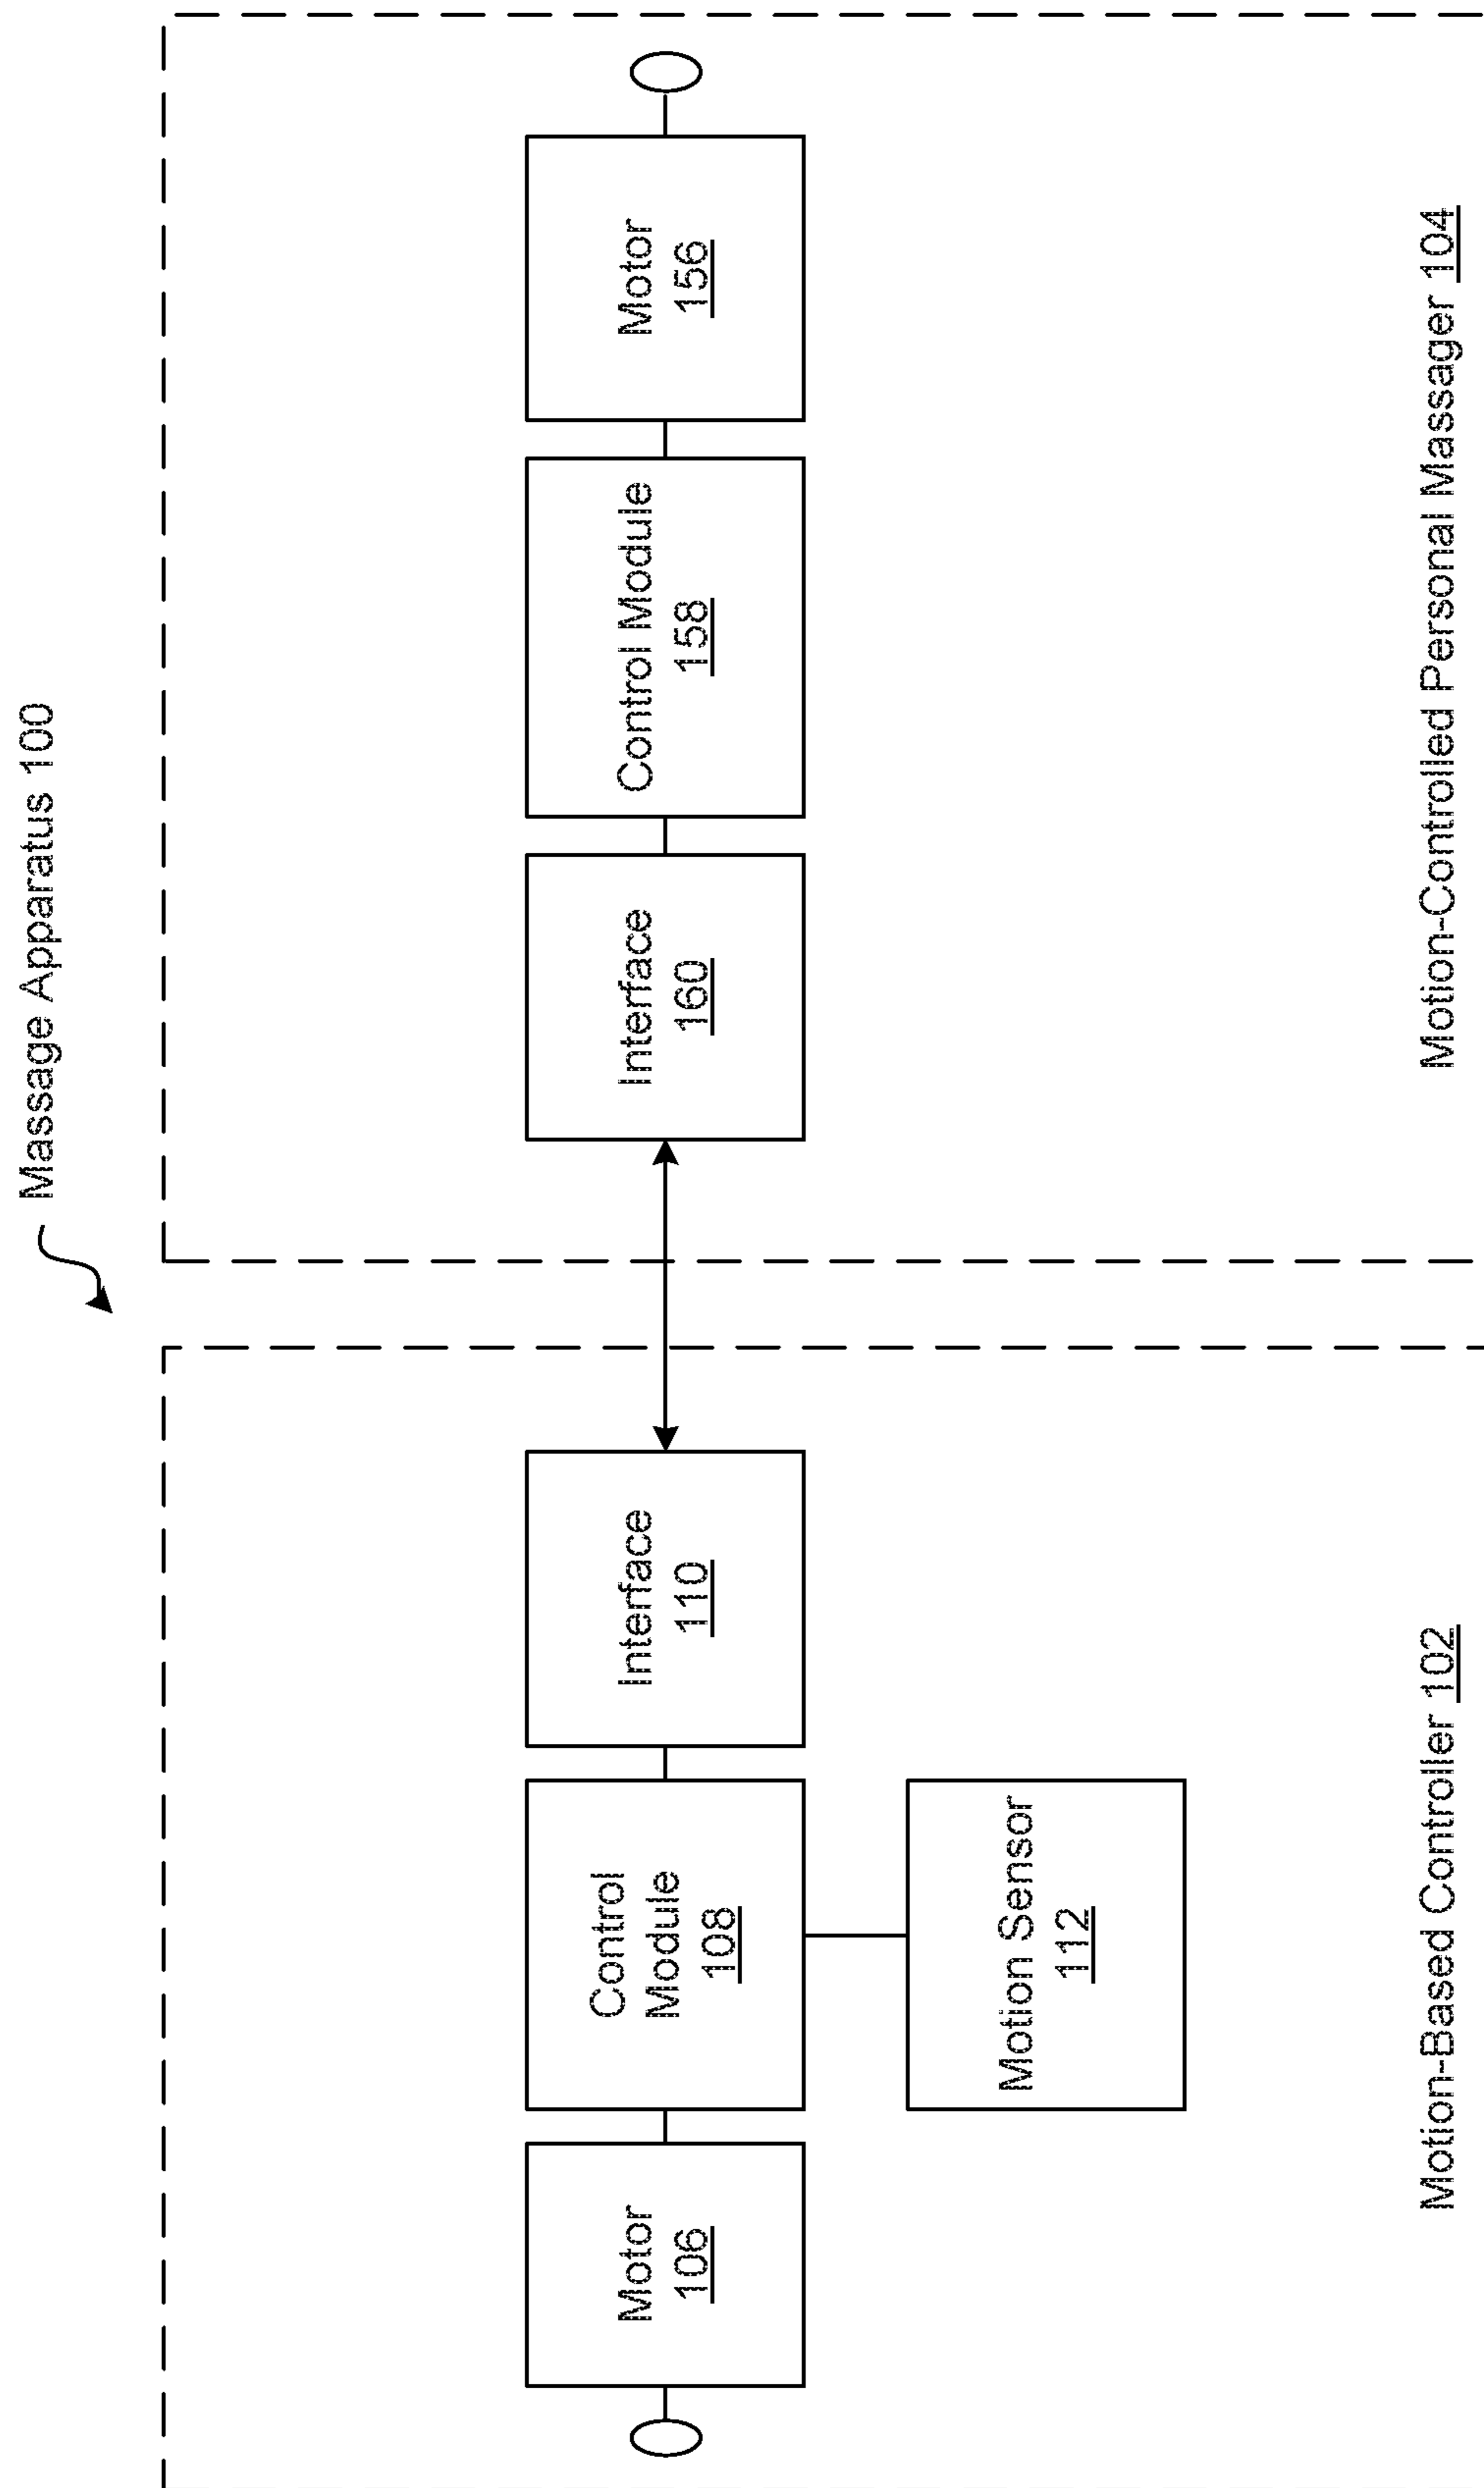 Massage Apparatus 100
Motor
106
Control
Module
108
Interface
110
Motion Sensor
112
Motion-Based Controller 102
Interface
160
Control Module
158
Motor
156
Motion-Controlled Personal Massager 104